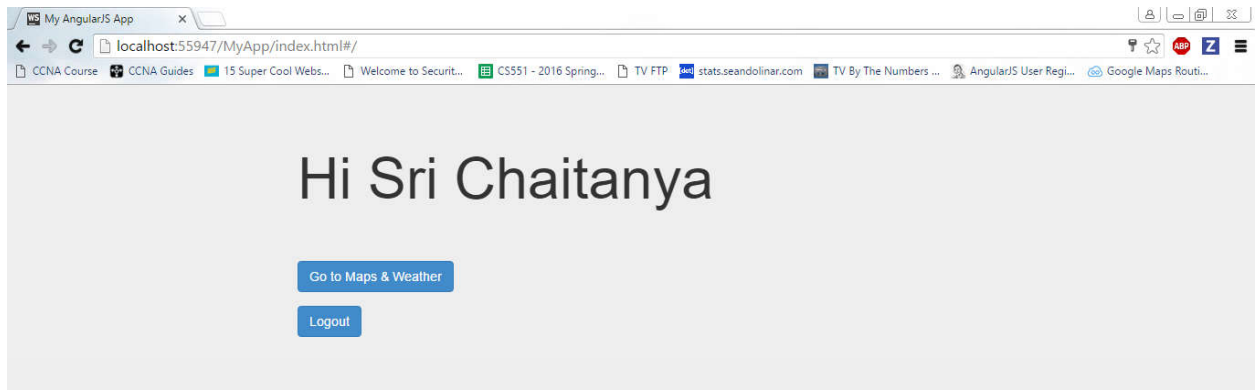 WS My AngularJS App
localhost:55947/MyApp/index.html#/
ABP Z
CCNA Course CCNA Guides 15 Super Cool Webs... Welcome to Securit... CS551 - 2016 Spring... TV FTP stats.seandolinar.com TV By The Numbers ... AngularJS User Regi... Google Maps Routi...
Hi Sri Chaitanya
Go to Maps & Weather
Logout